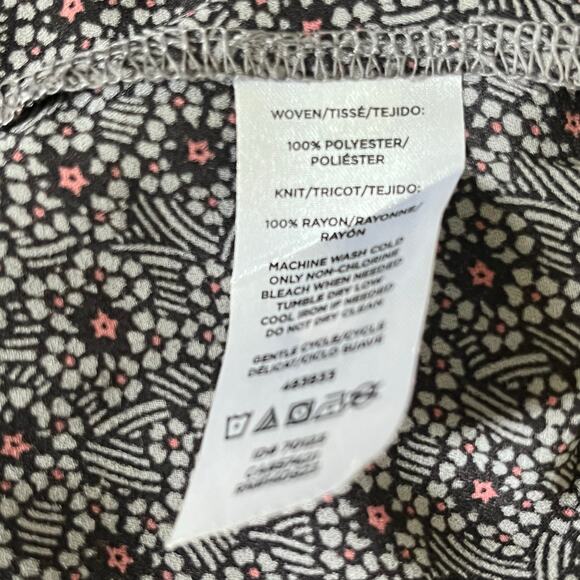 WOVEN/TISSÉ/TEJIDO:
100% POLYESTER/
POLIÉSTER
KNIT/TRICOT/TEJIDO:
100% RAYON/RAYONNE/
RAYÓN
MACHINE WASH COLD
ONLY NON-CHLORINE
BLEACH WHEN NEEDED
TUMBLE DRY LOW
COOL IRON IF NEEDED
DO NOT DRY CLEAN
GENTLE CYCLE/CYCLE
DÉLICAT/CICLO SUAVE